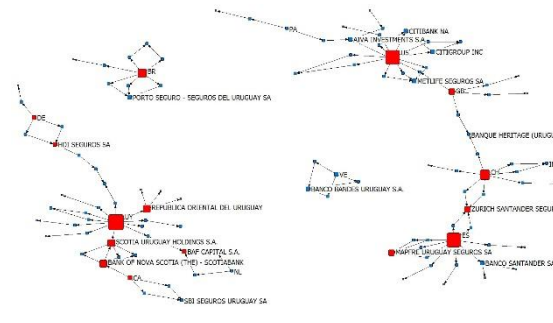 PA
AIVA INVESTMENTS S.A.
CITIBANK NA
US
CITIGROUP INC
BR
METLIFE SEGUROS SA
GB
PORTO SEGURO - SEGUROS DEL URUGUAY SA
DE
HDI SEGUROS SA
BANQUE HERITAGE (URUG
CH
VE
BANCO BANDES URUGUAY S.A.
REPUBLICA ORIENTAL DEL URUGUAY
ZURICH SANTANDER SEGU
UY
ES
SCOTIA URUGUAY HOLDINGS S.A.
BAF CAPITAL S.A.
MAPFRE URUGUAY SEGUROS SA
BANK OF NOVA SCOTIA (THE) - SCOTIABANK
BANCO SANTANDER SA
NL
CA
SBI SEGUROS URUGUAY SA